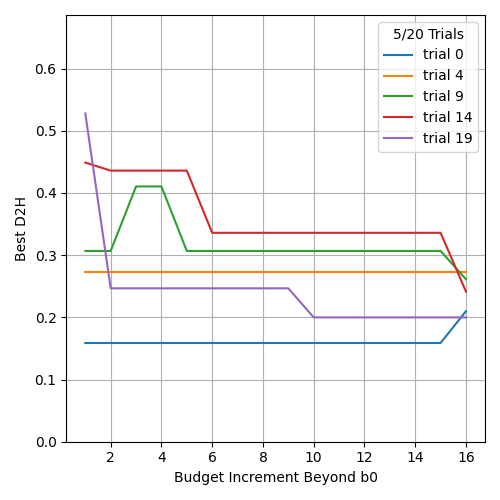 5/20 Trials
trial 0
trial 4
trial 9
trial 14
trial 19
Best D2H
0.6
0.5
0.4
0.3
0.2
0.1
0.0
2 4 6 8 10 12 14 16
Budget Increment Beyond b0